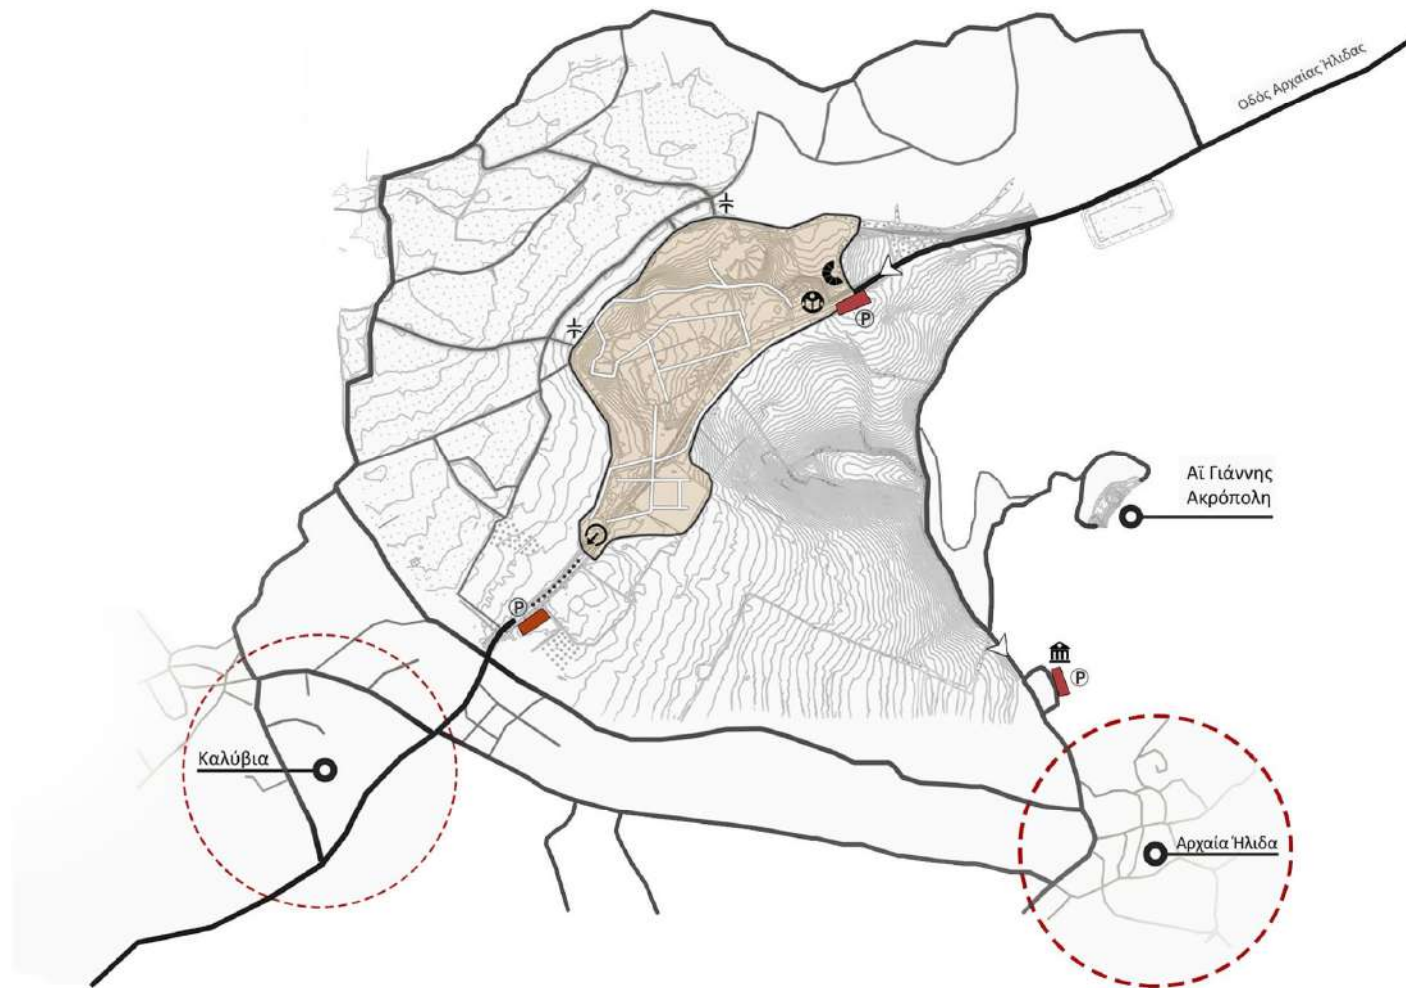 Οδός Αρχαίας Ήλιδας
P
Αϊ Γιάννης
Ακρόπολη
P
P
Καλύβια
Αρχαία Ήλιδα